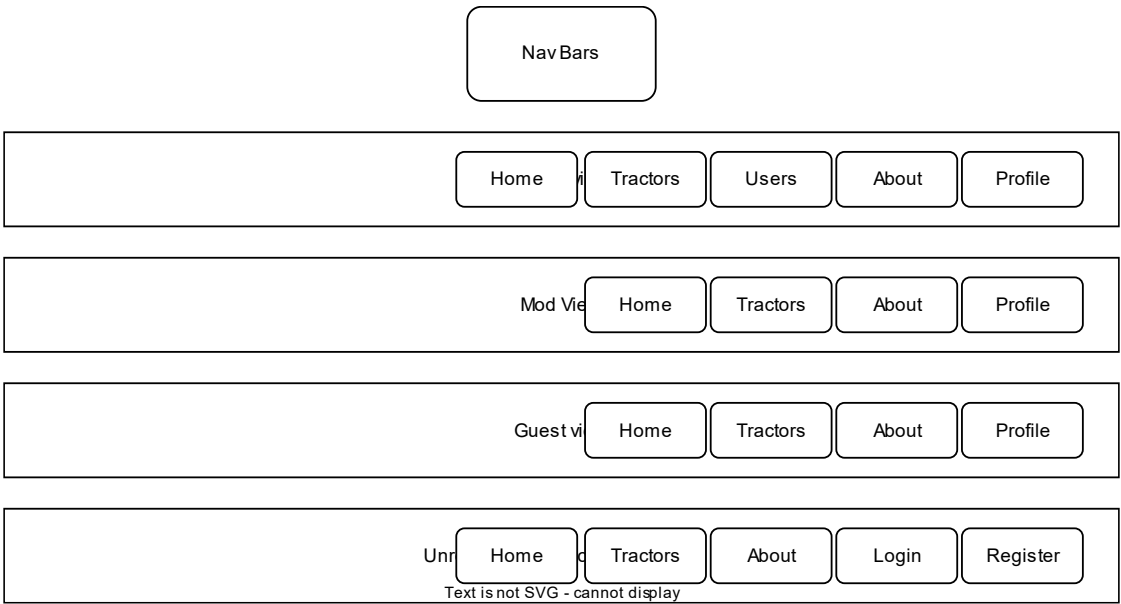 Nav Bars
Home Tractors Users About Profile
Mod Vie Home Tractors About Profile
Guest vi Home Tractors About Profile
Home Tractors About Login Register
Text is not SVG - cannot display